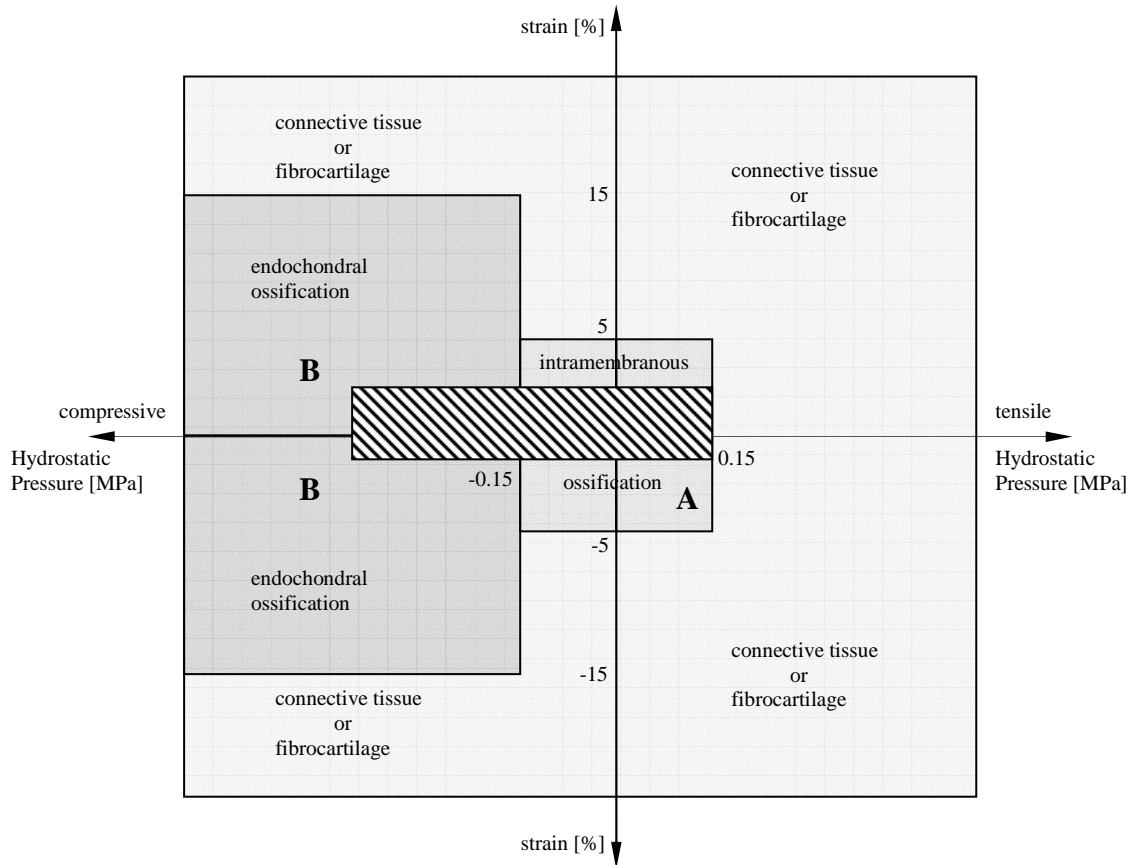 strain [%]
connective tissue
or
fibrocartilage
connective tissue
or
fibrocartilage
15
endochondral
ossification
5
intramembranous
B
compressive
tensile
Hydrostatic
Pressure [MPa]
-0.15
0.15
Hydrostatic
Pressure [MPa]
B
ossification
A
-5
endochondral
ossification
connective tissue
or
fibrocartilage
-15
connective tissue
or
fibrocartilage
strain [%]